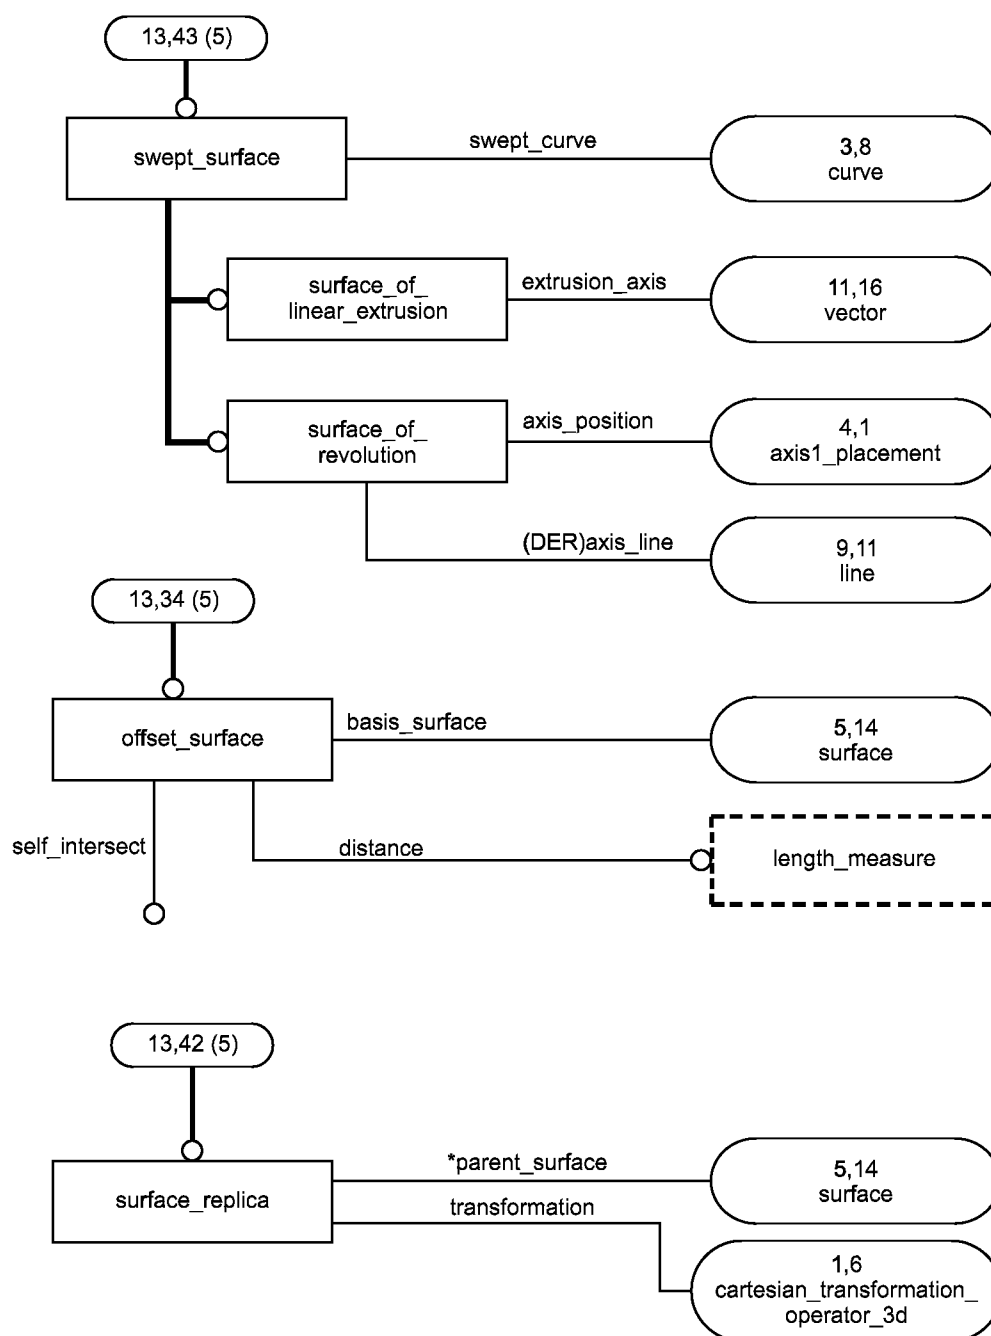 13,43 (5)
swept_surface
swept_curve
3,8
curve
surface_of_
linear_extrusion
extrusion_axis
11,16
vector
surface_of_
revolution
axis_position
4,1
axis1_placement
(DER)axis_line
9,11
line
13,34 (5)
offset_surface
basis_surface
5,14
surface
self_intersect
distance
length_measure
13,42 (5)
surface_replica
*parent_surface
5,14
surface
transformation
1,6
cartesian_transformation_
operator_3d